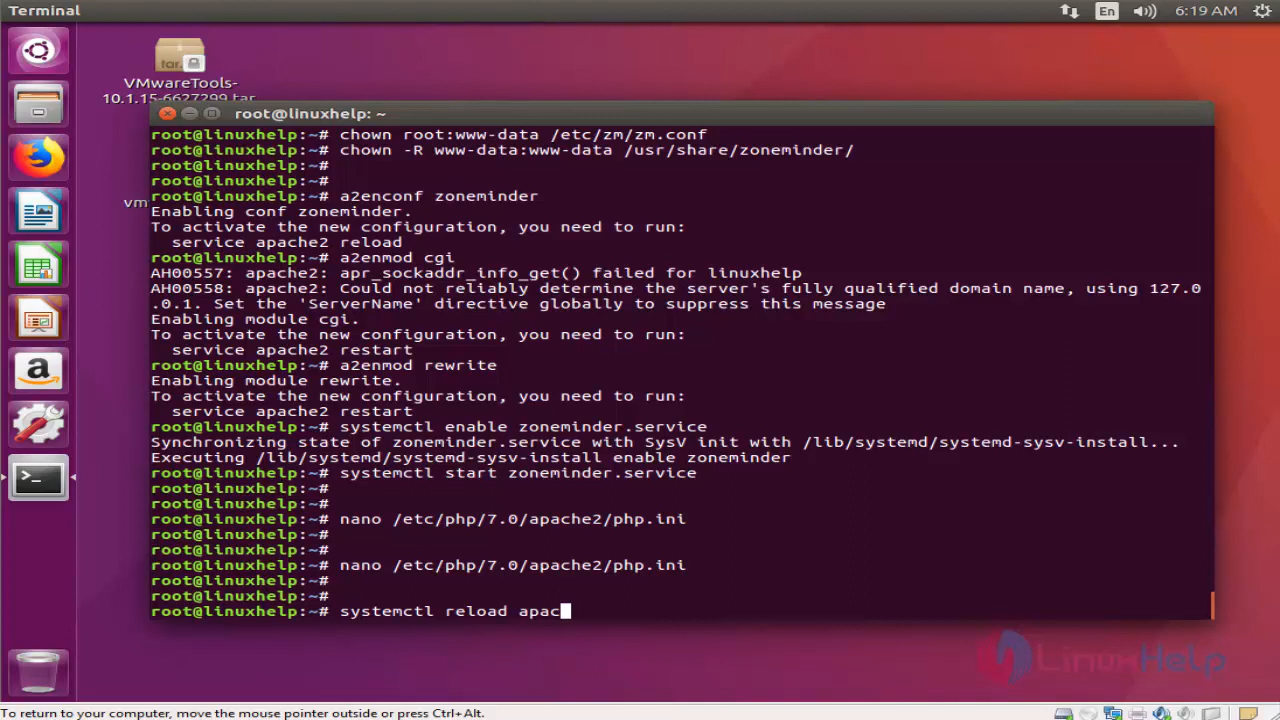 Terminal
En
6:19 AM
tar.
VMwareTools-
10.1.15-6627299.tar
vm
root@linuxhelp: ~
root@linuxhelp:~# chown root:www-data /etc/zm/zm.conf
root@linuxhelp:~# chown -R www-data:www-data /usr/share/zoneminder/
root@linuxhelp:~#
root@linuxhelp:~#
root@linuxhelp:~# a2enconf zoneminder
Enabling conf zoneminder.
To activate the new configuration, you need to run:
  service apache2 reload
root@linuxhelp:~# a2enmod cgi
AH00557: apache2: apr_sockaddr_info_get() failed for linuxhelp
AH00558: apache2: Could not reliably determine the server's fully qualified domain name, using 127.0
.0.1. Set the 'ServerName' directive globally to suppress this message
Enabling module cgi.
To activate the new configuration, you need to run:
  service apache2 restart
root@linuxhelp:~# a2enmod rewrite
Enabling module rewrite.
To activate the new configuration, you need to run:
  service apache2 restart
root@linuxhelp:~# systemctl enable zoneminder.service
Synchronizing state of zoneminder.service with SysV init with /lib/systemd/systemd-sysv-install...
Executing /lib/systemd/systemd-sysv-install enable zoneminder
root@linuxhelp:~# systemctl start zoneminder.service
root@linuxhelp:~#
root@linuxhelp:~#
root@linuxhelp:~# nano /etc/php/7.0/apache2/php.ini
root@linuxhelp:~#
root@linuxhelp:~#
root@linuxhelp:~# nano /etc/php/7.0/apache2/php.ini
root@linuxhelp:~#
root@linuxhelp:~#
root@linuxhelp:~# systemctl reload apac
LinuxHelp
To return to your computer, move the mouse pointer outside or press Ctrl+Alt.